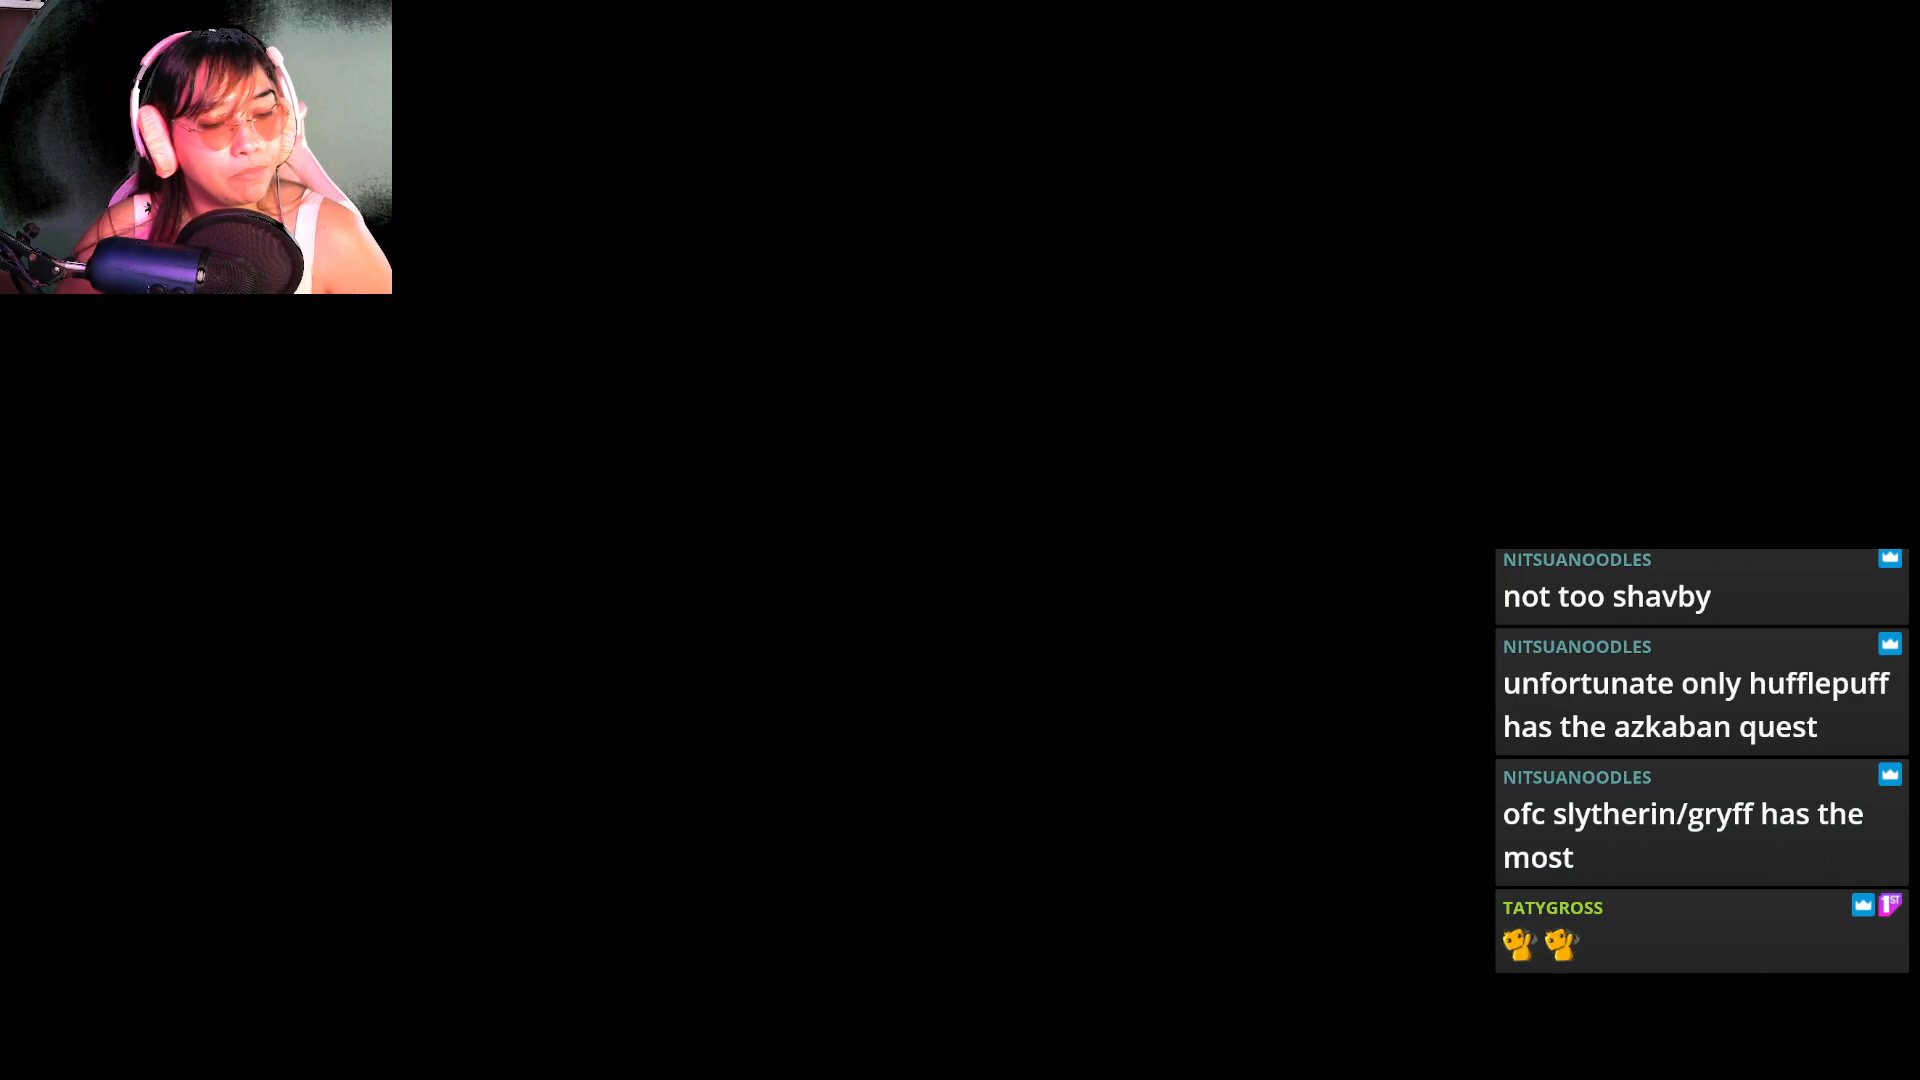 NITSUANOODLES
not too shavby
NITSUANOODLES
unfortunate only hufflepuff
has the azkaban quest
NITSUANOODLES
ofc slytherin/gryff has the
most
TATYGROSS
1ST